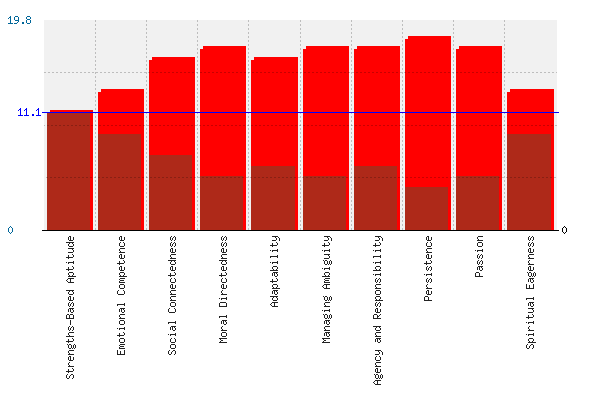 19.8
11.1
0
0
Strengths-Based Aptitude
Emotional Competence
Social Connectedness
Moral Directedness
Adaptability
Managing Ambiguity
Agency and Responsibility
Persistence
Passion
Spiritual Eagerness